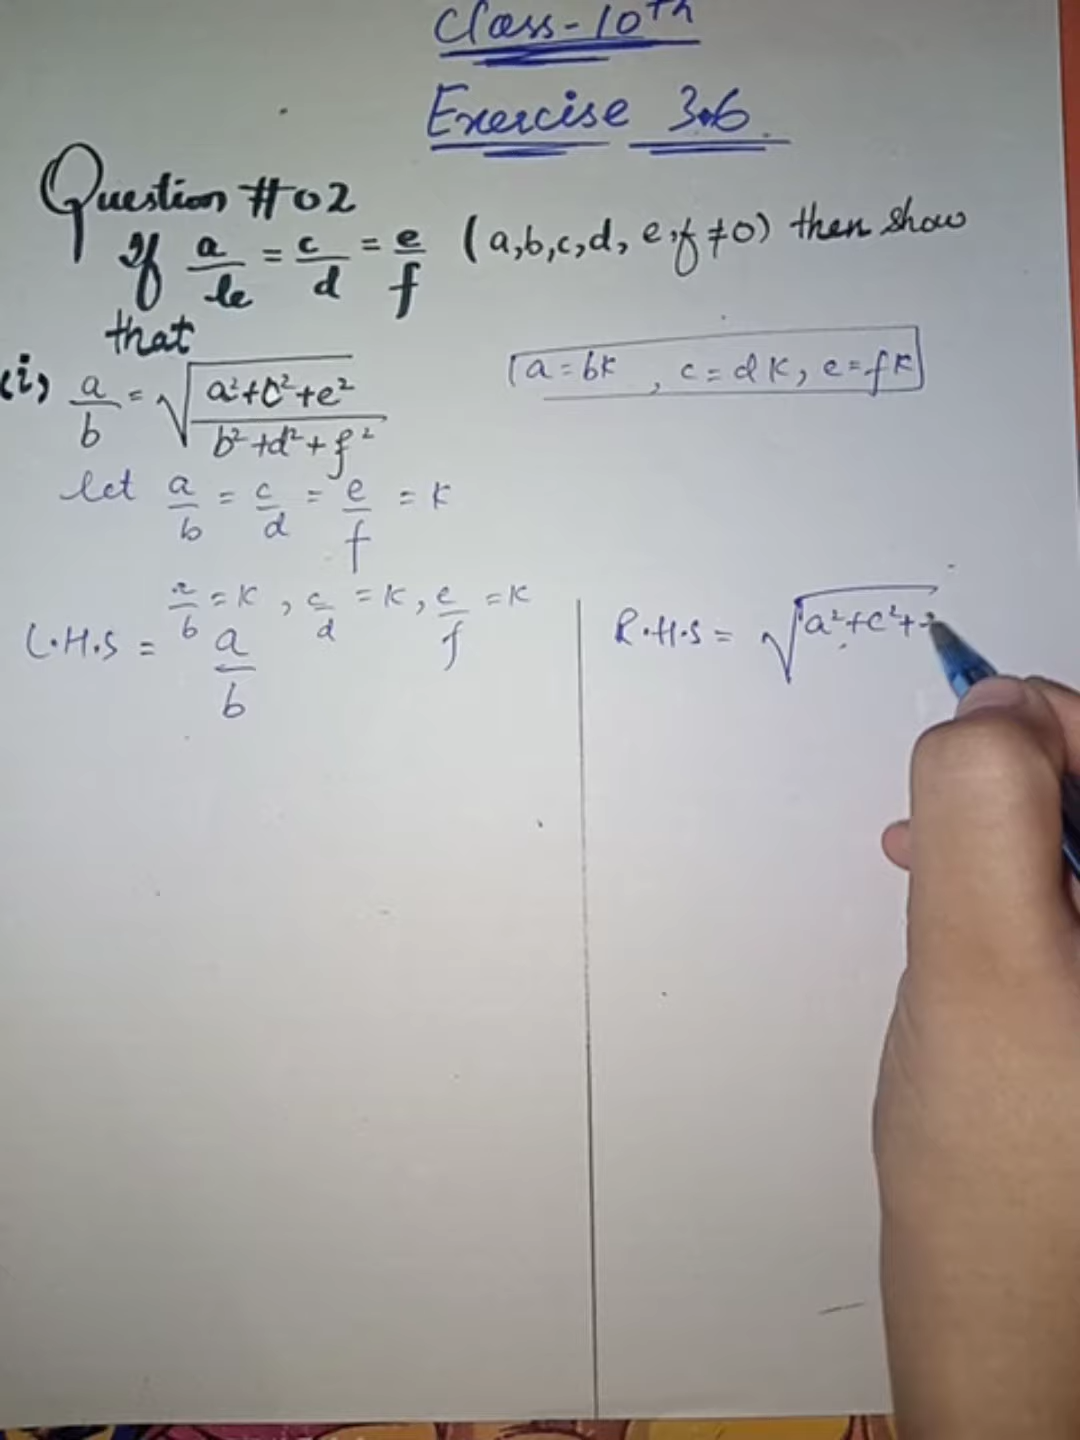 Class-10th
Exercise 3.6
Question #02
If a/b = c/d = e/f (a,b,c,d, e,f ≠0) then show
that
(i) a/b = √(a²+c²+e² / b²+d²+f²)
a=bk , c=dk, e=fk
let a/b = c/d = e/f = k
a/b = k , c/d = k, e/f = k
L.H.S = a/b
R.H.S = √a²+c²+